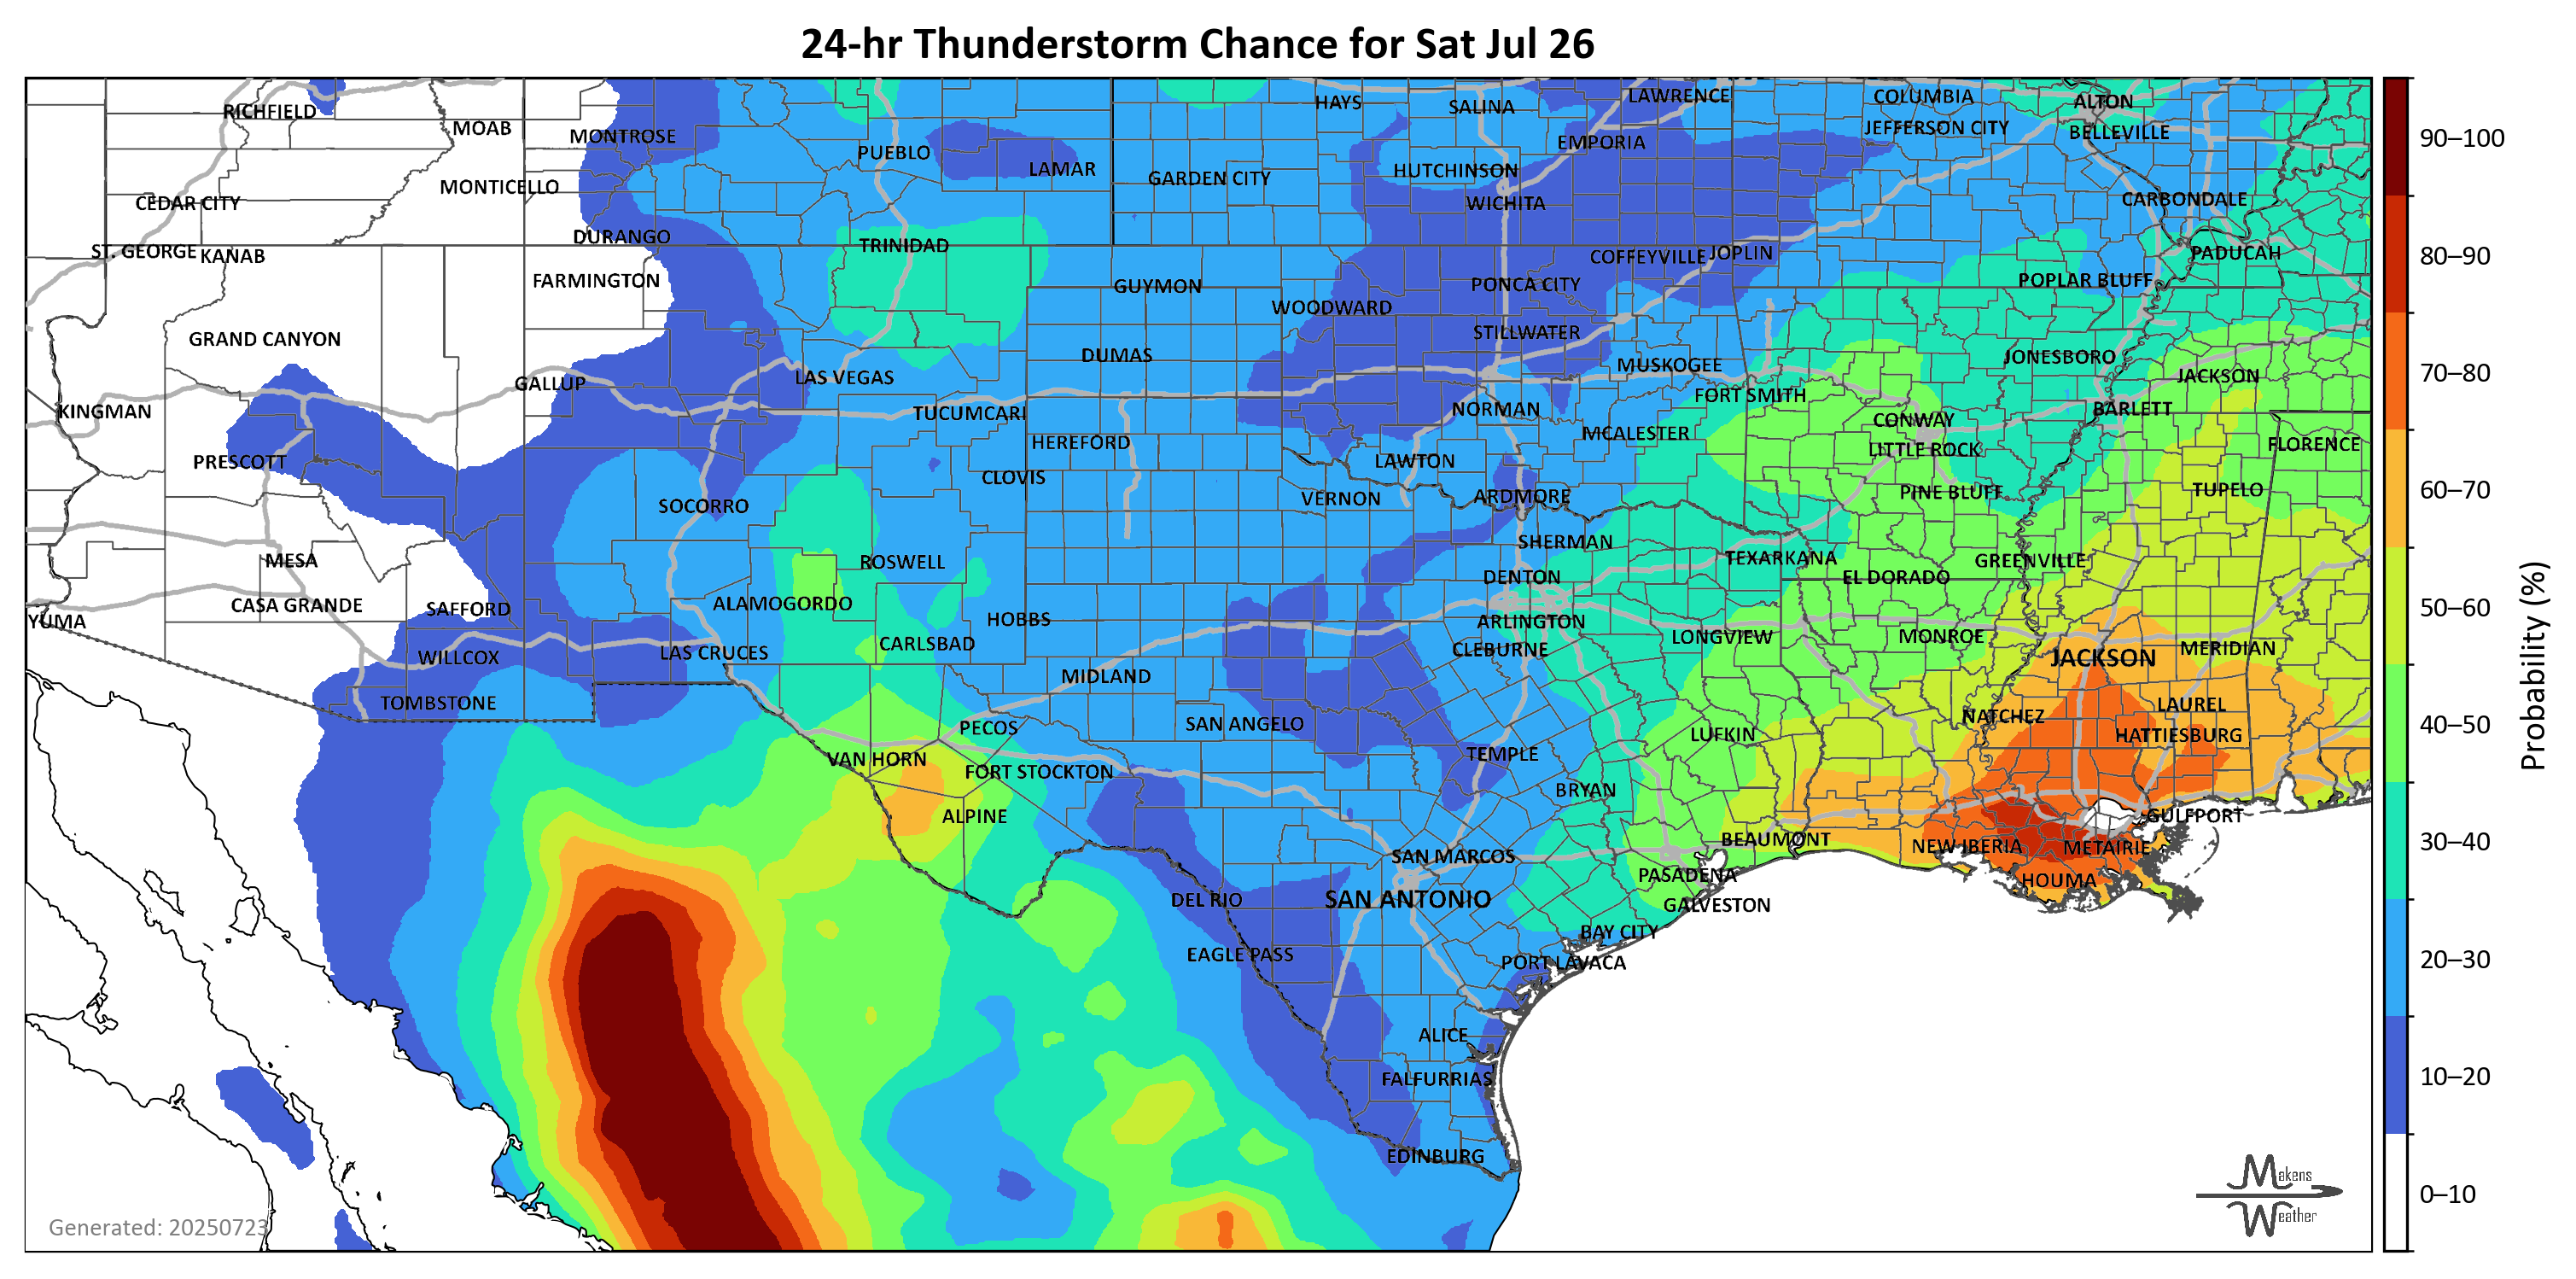 24-hr Thunderstorm Chance for Sat Jul 26
RICHFIELD
MOAB
MONTROSE
PUEBLO
LAMAR
HAYS
SALINA
LAWRENCE
COLUMBIA
ALTON
90–100
EMPORIA
JEFFERSON CITY
BELLEVILLE
GARDEN CITY
HUTCHINSON
MONTICELLO
CEDAR CITY
WICHITA
CARBONDALE
DURANGO
TRINIDAD
ST. GEORGE
KANAB
COFFEYVILLE
JOPLIN
PADUCAH
80–90
FARMINGTON
GUYMON
PONCA CITY
POPLAR BLUFF
WOODWARD
GRAND CANYON
STILLWATER
DUMAS
MUSKOGEE
JONESBORO
GALLUP
LAS VEGAS
JACKSON
70–80
KINGMAN
TUCUMCARI
NORMAN
FORT SMITH
CONWAY
BARLETT
HEREFORD
MCALESTER
LITTLE ROCK
FLORENCE
PRESCOTT
CLOVIS
LAWTON
SOCORRO
VERNON
ARDMORE
PINE BLUFF
TUPELO
60–70
MESA
ROSWELL
SHERMAN
TEXARKANA
GREENVILLE
DENTON
EL DORADO
CASA GRANDE
SAFFORD
ALAMOGORDO
HOBBS
ARLINGTON
50–60
YUMA
WILLCOX
LAS CRUCES
CARLSBAD
CLEBURNE
LONGVIEW
MONROE
JACKSON
MERIDIAN
Probability (%)
TOMBSTONE
MIDLAND
PECOS
SAN ANGELO
NATCHEZ
LAUREL
40–50
LUFKIN
HATTIESBURG
VAN HORN
FORT STOCKTON
TEMPLE
BRYAN
ALPINE
GULFPORT
BEAUMONT
NEW IBERIA
METAIRIE
30–40
SAN MARCOS
PASADENA
HOUMA
DEL RIO
SAN ANTONIO
GALVESTON
BAY CITY
EAGLE PASS
PORT LAVACA
20–30
ALICE
FALFURRIAS
10–20
EDINBURG
Makens
Weather
0–10
Generated: 20250723